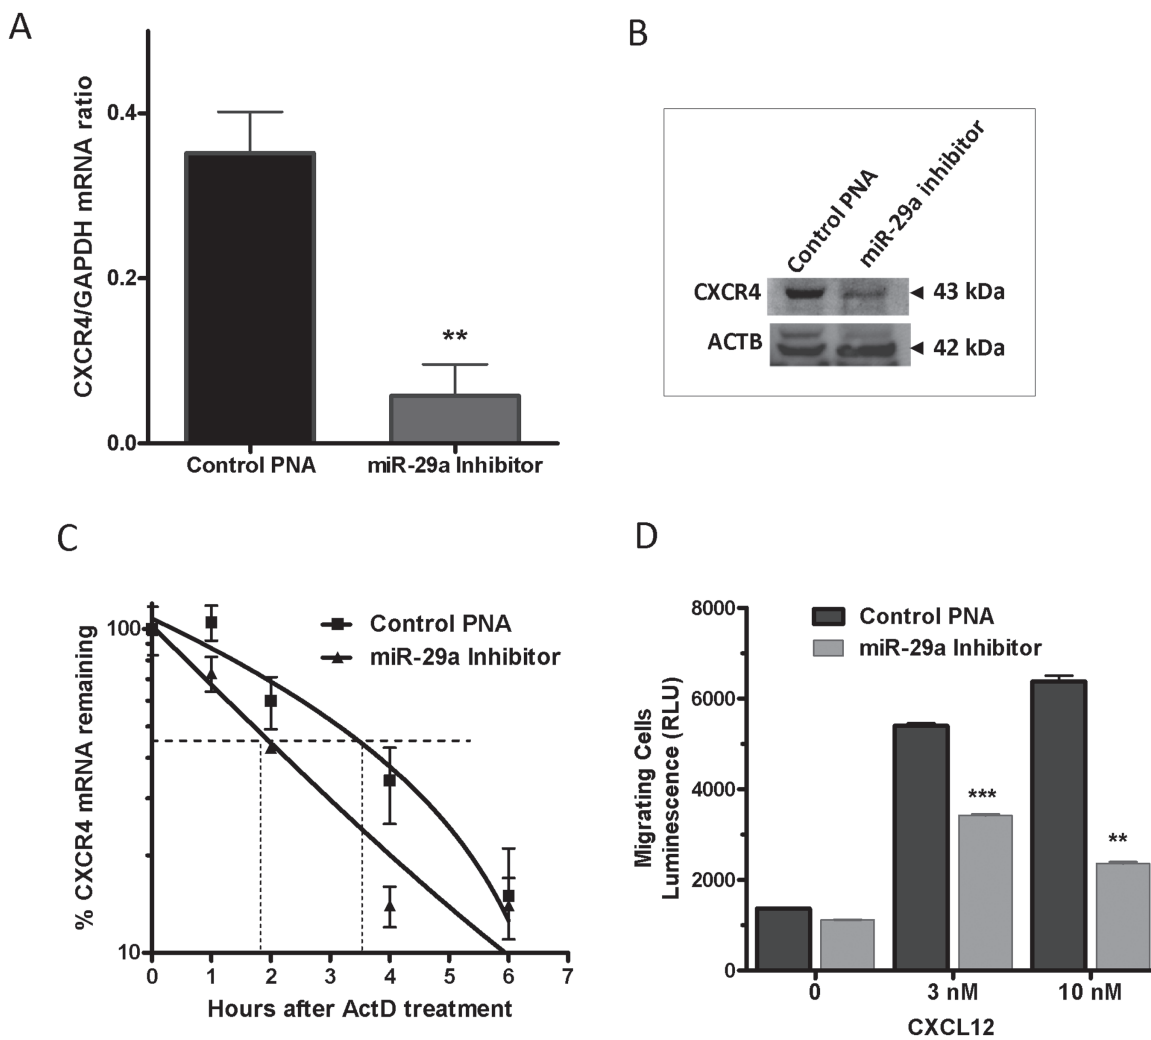 A
CXCR4/GAPDH mRNA ratio
0.4
0.2
0.0
**
Control PNA
miR-29a Inhibitor
B
Control PNA
miR-29a inhibitor
CXCR4
43 kDa
ACTB
42 kDa
C
% CXCR4 mRNA remaining
100
10
Control PNA
miR-29a Inhibitor
0 1 2 3 4 5 6 7
Hours after ActD treatment
D
Migrating Cells
Luminescence (RLU)
8000
6000
4000
2000
0
Control PNA
miR-29a Inhibitor
***
**
0 3 nM 10 nM
CXCL12